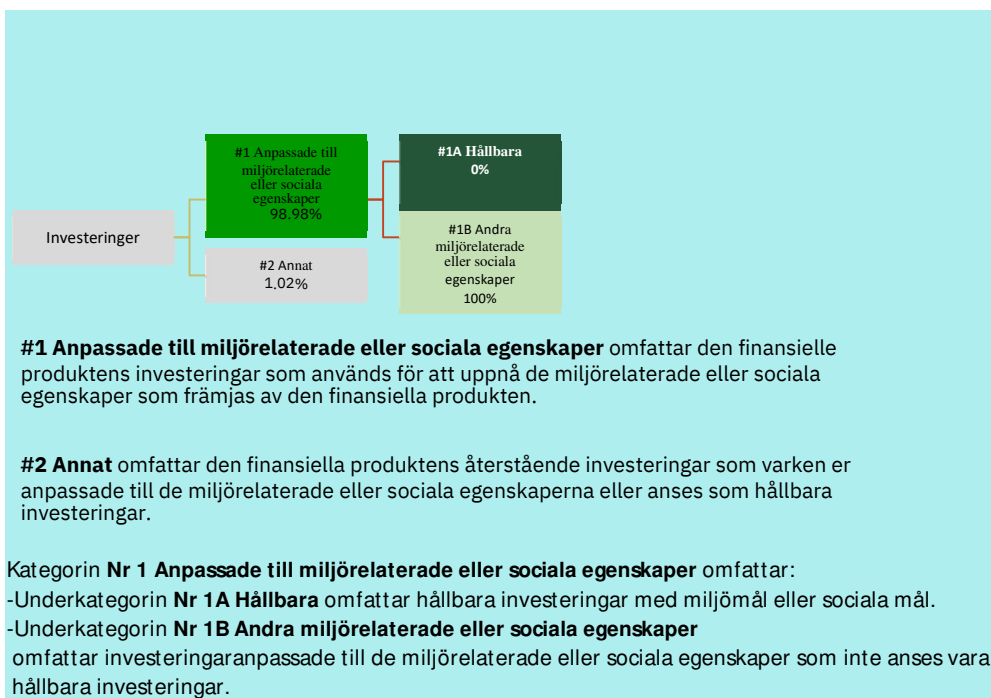 #1 Anpassade till
miljörelaterade
eller sociala
egenskaper
98.98%
#1A Hållbara
0%
Investeringer
#2 Annat
1,02%
#1B Andra
miljörelaterade
eller sociala
egenskaper
100%
#1 Anpassade till miljörelaterade eller sociala egenskaper omfattar den finansielle
produktens investeringar som används för att uppnå de miljörelaterade eller sociala
egenskaper som främjas av den finansiella produkten.
#2 Annat omfattar den finansiella produktens återstående investeringar som varken er
anpassade till de miljörelaterade eller sociala egenskaperna eller anses som hållbara
investeringar.
Kategorin Nr 1 Anpassade till miljörelaterade eller sociala egenskaper omfattar:
-Underkategorin Nr 1A Hållbara omfattar hållbara investeringar med miljömål eller sociala mål.
-Underkategorin Nr 1B Andra miljörelaterade eller sociala egenskaper
omfattar investeringaranpassade till de miljörelaterade eller sociala egenskaper som inte anses vara
hållbara investeringar.